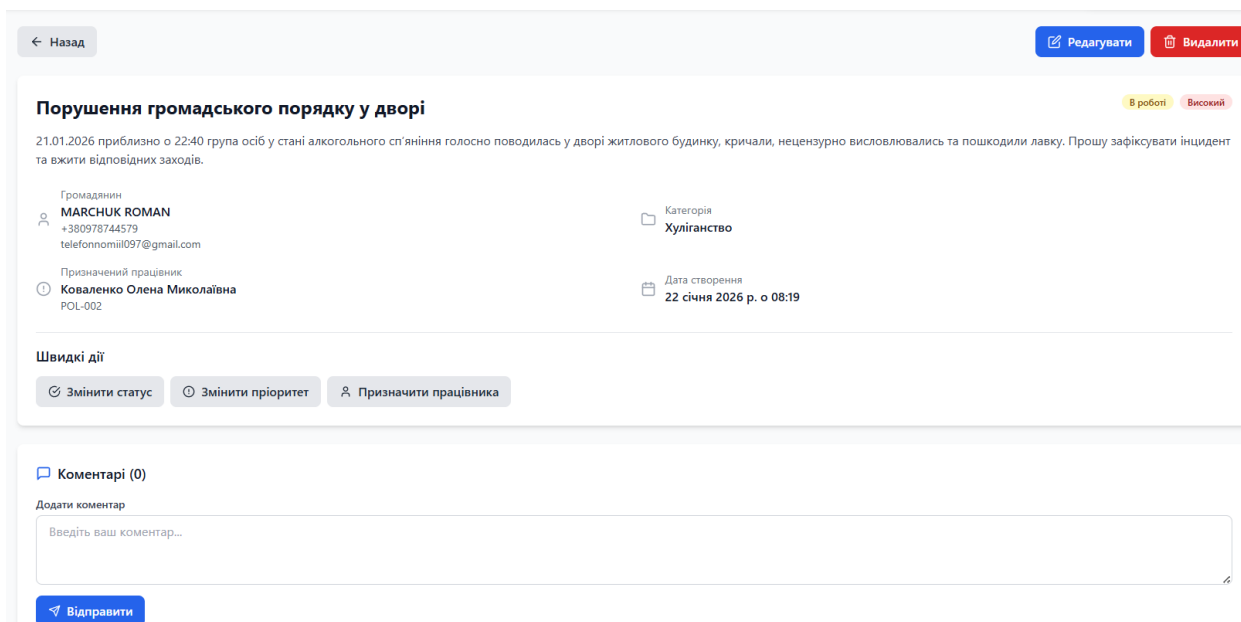 Назад
Редагувати
Видалити
Порушення громадського порядку у дворі
В роботі
Високий
21.01.2026 приблизно о 22:40 група осіб у стані алкогольного сп'яніння голосно поводилась у дворі житлового будинку, кричали, нецензурно висловлювались та пошкодили лавку. Прошу зафіксувати інцидент
та вжити відповідних заходів.
Громадянин
MARCHUK ROMAN
+380978744579
telefonnomiil097@gmail.com
Категорія
Хуліганство
Призначений працівник
Коваленко Олена Миколаївна
POL-002
Дата створення
22 січня 2026 р. о 08:19
Швидкі дії
Змінити статус
Змінити пріоритет
Призначити працівника
Коментарі (0)
Додати коментар
Введіть ваш коментар...
Відправити